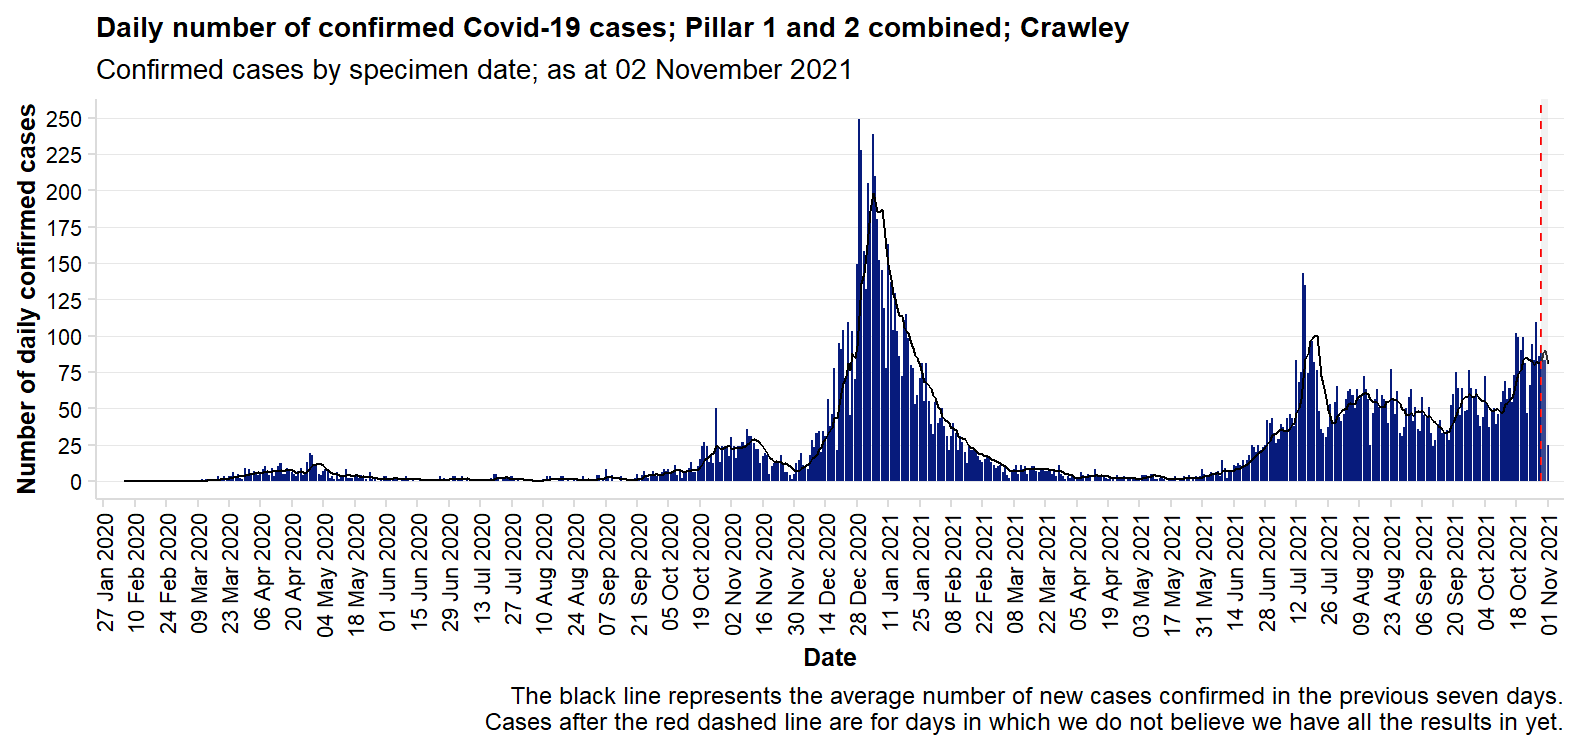 Daily number of confirmed Covid-19 cases; Pillar 1 and 2 combined; Crawley
Confirmed cases by specimen date; as at 02 November 2021
Number of daily confirmed cases
250
225
200
175
150
125
100
75
50
25
0
27 Jan 2020
10 Feb 2020
24 Feb 2020
09 Mar 2020
23 Mar 2020
06 Apr 2020
20 Apr 2020
04 May 2020
18 May 2020
01 Jun 2020
15 Jun 2020
29 Jun 2020
13 Jul 2020
27 Jul 2020
10 Aug 2020
24 Aug 2020
07 Sep 2020
21 Sep 2020
05 Oct 2020
19 Oct 2020
02 Nov 2020
16 Nov 2020
30 Nov 2020
14 Dec 2020
28 Dec 2020
11 Jan 2021
25 Jan 2021
08 Feb 2021
22 Feb 2021
08 Mar 2021
22 Mar 2021
05 Apr 2021
19 Apr 2021
03 May 2021
17 May 2021
31 May 2021
14 Jun 2021
28 Jun 2021
12 Jul 2021
26 Jul 2021
09 Aug 2021
23 Aug 2021
06 Sep 2021
20 Sep 2021
04 Oct 2021
18 Oct 2021
01 Nov 2021
Date
The black line represents the average number of new cases confirmed in the previous seven days.
Cases after the red dashed line are for days in which we do not believe we have all the results in yet.